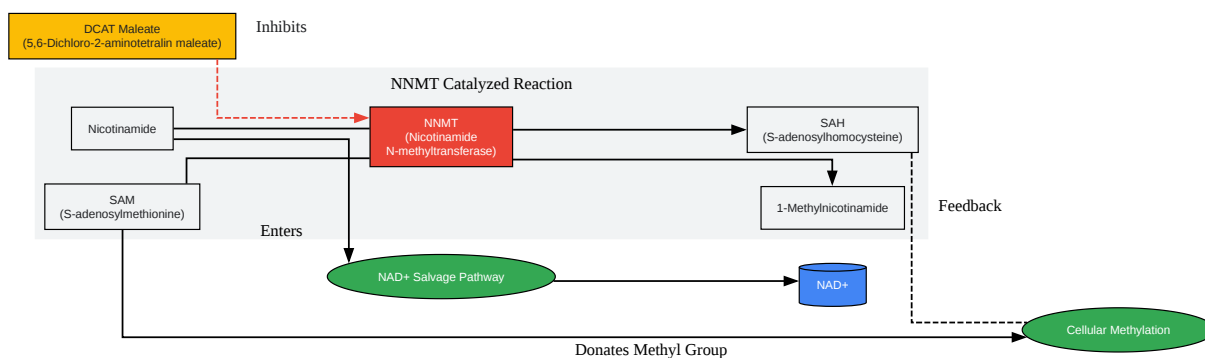 DCAT Maleate
(5,6-Dichloro-2-aminotetralin maleate)
Inhibits
NNMT Catalyzed Reaction
Nicotinamide
NNMT
(Nicotinamide
N-methyltransferase)
SAH
(S-adenosylhomocysteine)
SAM
(S-adenosylmethionine)
1-Methylnicotinamide
Feedback
Enters
NAD+ Salvage Pathway
NAD+
Cellular Methylation
Donates Methyl Group